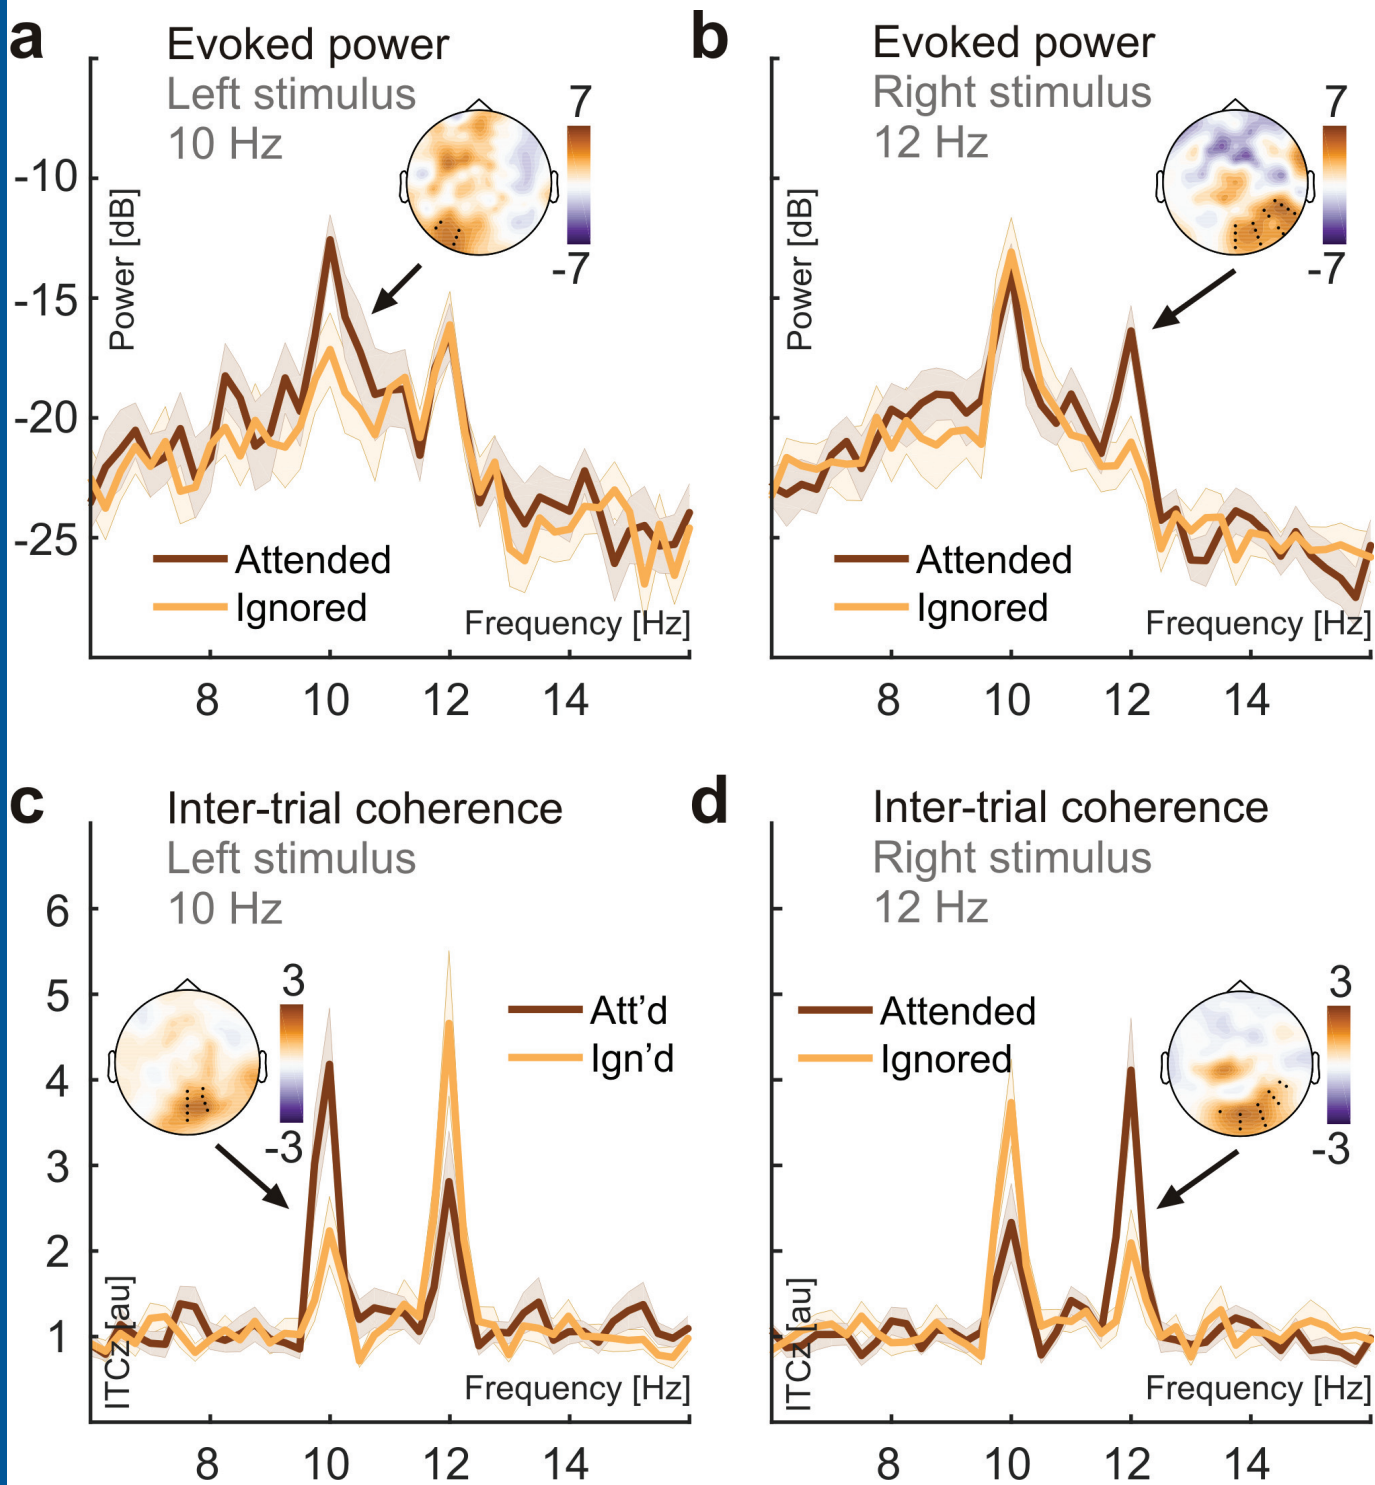 a
Evoked power
Left stimulus
10 Hz
7
-7
-10
-15
-20
-25
Power [dB]
Attended
Ignored
Frequency [Hz]
8 10 12 14
b
Evoked power
Right stimulus
12 Hz
7
-7
Power [dB]
Attended
Ignored
Frequency [Hz]
8 10 12 14
c
Inter-trial coherence
Left stimulus
10 Hz
6
5
4
3
2
1
3
-3
Att'd
Ign'd
ITCz [au]
Frequency [Hz]
8 10 12 14
d
Inter-trial coherence
Right stimulus
12 Hz
Attended
Ignored
3
-3
ITCz [au]
Frequency [Hz]
8 10 12 14